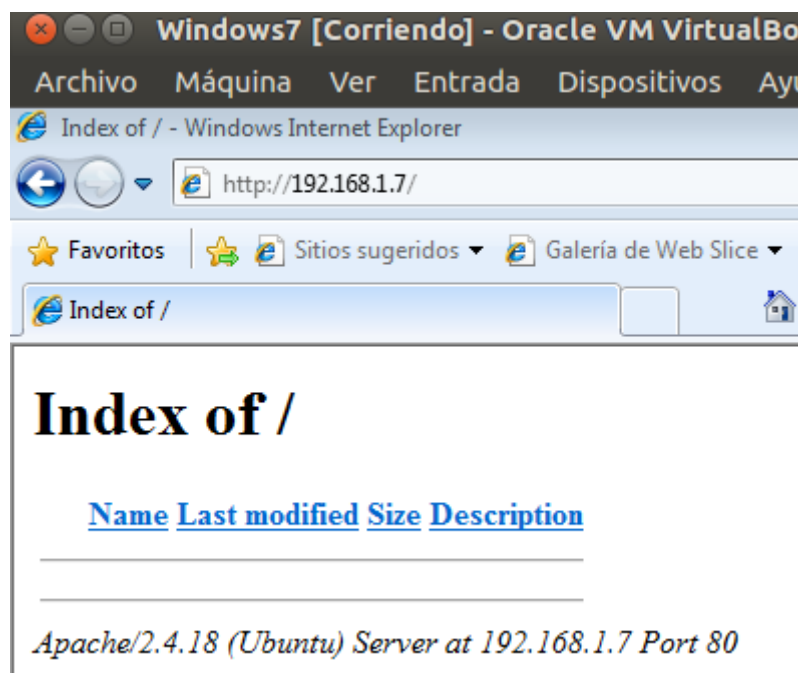 Windows7 [Corriendo] - Oracle VM VirtualBo
Archivo Máquina Ver Entrada Dispositivos Ayu
Index of / - Windows Internet Explorer
http://192.168.1.7/
Favoritos Sitios sugeridos Galería de Web Slice
Index of /
Index of /
Name Last modified Size Description
Apache/2.4.18 (Ubuntu) Server at 192.168.1.7 Port 80